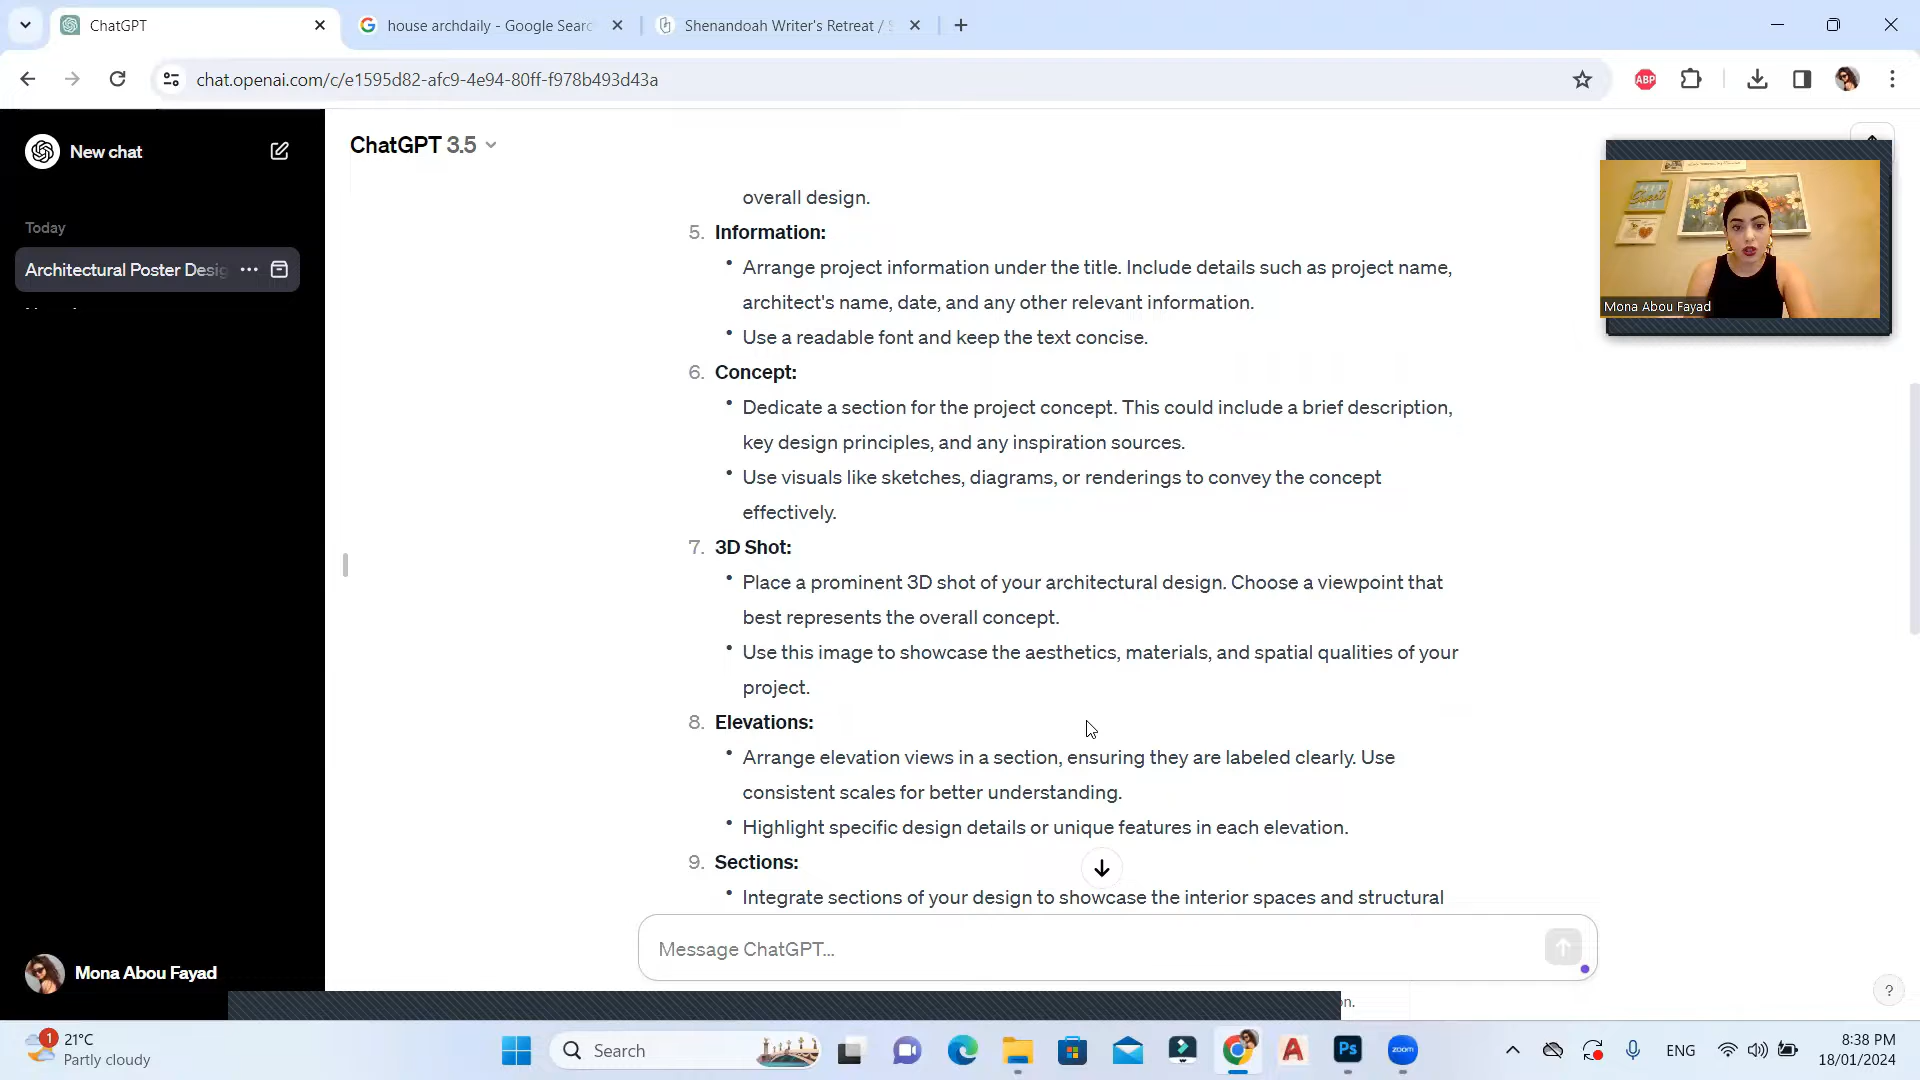 ChatGPT
house archdaily - Google Searc
Shenandoah Writer's Retreat /
chat.openai.com/c/e1595d82-afc9-4e94-80ff-f978b493d43a
ABP
New chat
Today
Architectural Poster Desig
ChatGPT 3.5
overall design.
5. Information:
• Arrange project information under the title. Include details such as project name,
architect's name, date, and any other relevant information.
• Use a readable font and keep the text concise.
6. Concept:
• Dedicate a section for the project concept. This could include a brief description,
key design principles, and any inspiration sources.
• Use visuals like sketches, diagrams, or renderings to convey the concept
effectively.
7. 3D Shot:
• Place a prominent 3D shot of your architectural design. Choose a viewpoint that
best represents the overall concept.
• Use this image to showcase the aesthetics, materials, and spatial qualities of your
project.
8. Elevations:
• Arrange elevation views in a section, ensuring they are labeled clearly. Use
consistent scales for better understanding.
• Highlight specific design details or unique features in each elevation.
9. Sections:
• Integrate sections of your design to showcase the interior spaces and structural
Message ChatGPT...
Mona Abou Fayad
Mona Abou Fayad
n.
?
1
21°C
Partly cloudy
Search
Ps
zoom
ENG
8:38 PM
18/01/2024